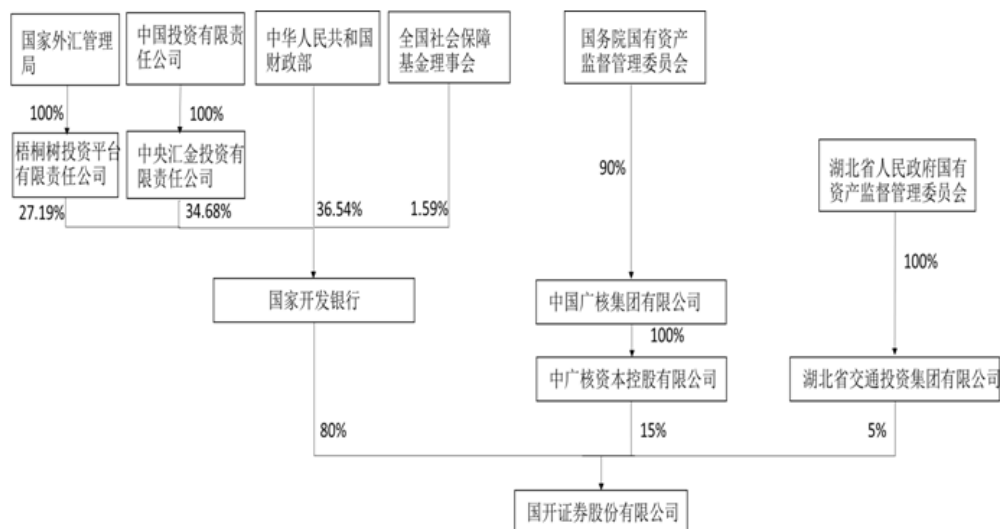 国家外汇管理
局
中国投资有限责
任公司
中华人民共和国
财政部
全国社会保障
基金理事会
国务院国有资产
监督管理委员会
100%
100%
梧桐树投资平台
有限责任公司
中央汇金投资有
限责任公司
90%
湖北省人民政府国有
资产监督管理委员会
27.19%
34.68%
36.54%
1.59%
100%
国家开发银行
中国广核集团有限公司
100%
中广核资本控股有限公司
湖北省交通投资集团有限公司
80%
15%
5%
国开证券股份有限公司